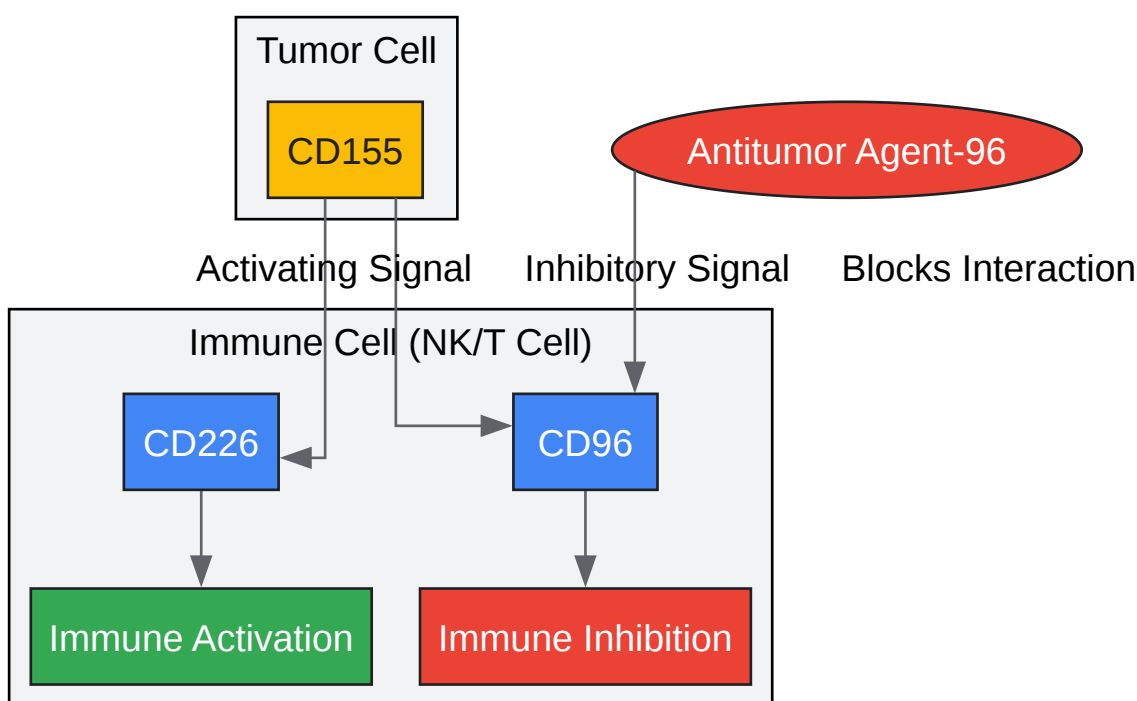 Tumor Cell
CD155
Antitumor Agent-96
Activating Signal
Inhibitory Signal
Blocks Interaction
Immune Cell (NK/T Cell)
CD226
CD96
Immune Activation
Immune Inhibition